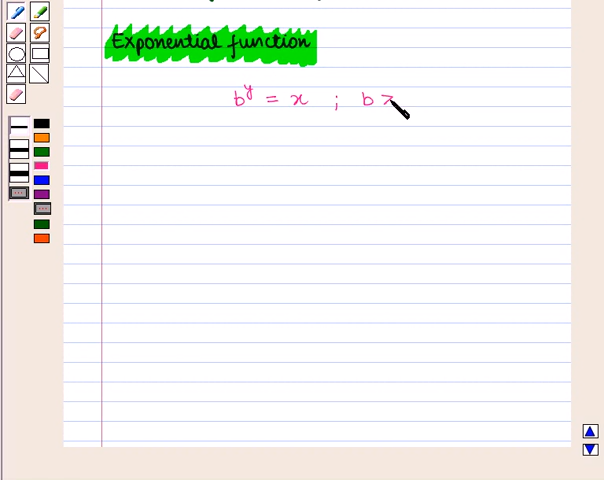 Exponential function
b^y = x ; b >